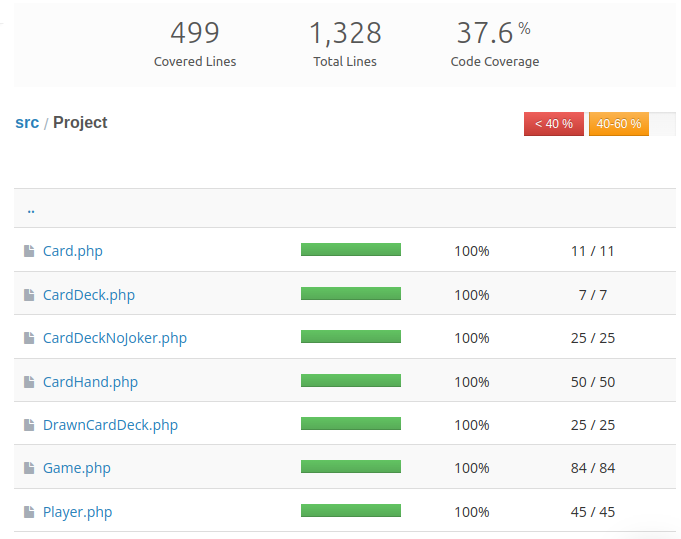 499 1,328 37.6 %
Covered Lines Total Lines Code Coverage
src / Project < 40 % 40-60 %
..
Card.php 100% 11 / 11
CardDeck.php 100% 7 / 7
CardDeckNoJoker.php 100% 25 / 25
CardHand.php 100% 50 / 50
DrawnCardDeck.php 100% 25 / 25
Game.php 100% 84 / 84
Player.php 100% 45 / 45